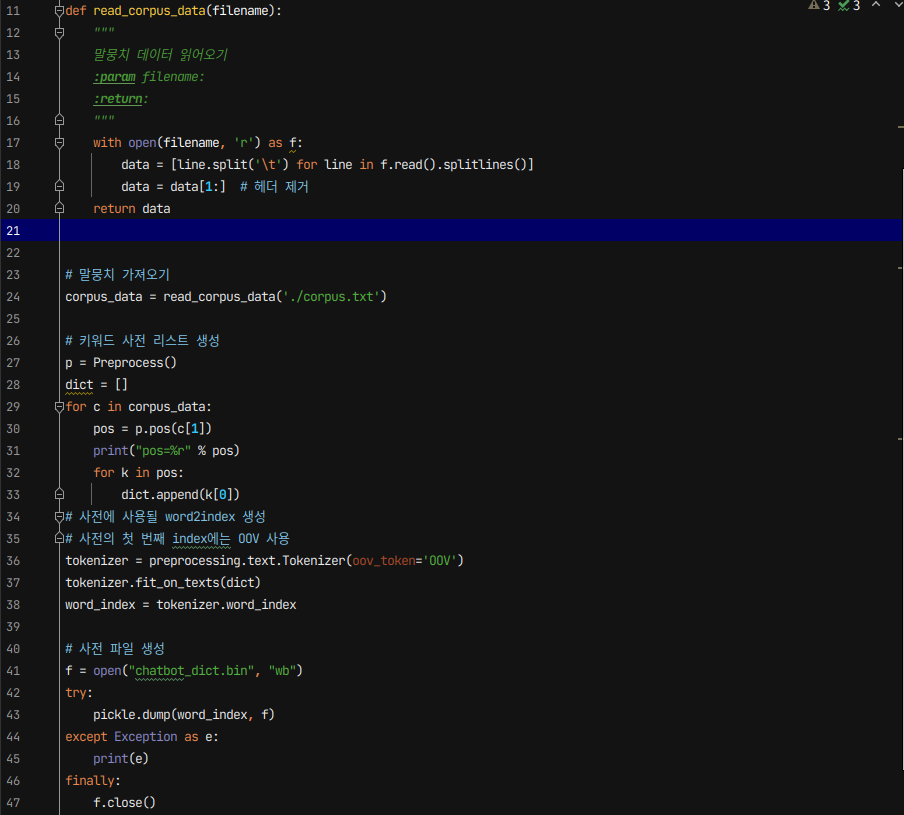 3 3
11 def read_corpus_data(filename):
12 """
13 말뭉치 데이터 읽어오기
14 :param filename:
15 :return:
16 """
17 with open(filename, 'r') as f:
18 data = [line.split('\t') for line in f.read().splitlines()]
19 data = data[1:]  # 헤더 제거
20 return data
21
22
23 # 말뭉치 가져오기
24 corpus_data = read_corpus_data('./corpus.txt')
25
26 # 키워드 사전 리스트 생성
27 p = Preprocess()
28 dict = []
29 for c in corpus_data:
30 pos = p.pos(c[1])
31 print("pos=%r" % pos)
32 for k in pos:
33 dict.append(k[0])
34 # 사전에 사용될 word2index 생성
35 # 사전의 첫 번째 index에는 OOV 사용
36 tokenizer = preprocessing.text.Tokenizer(oov_token='OOV')
37 tokenizer.fit_on_texts(dict)
38 word_index = tokenizer.word_index
39
40 # 사전 파일 생성
41 f = open("chatbot_dict.bin", "wb")
42 try:
43 pickle.dump(word_index, f)
44 except Exception as e:
45 print(e)
46 finally:
47 f.close()